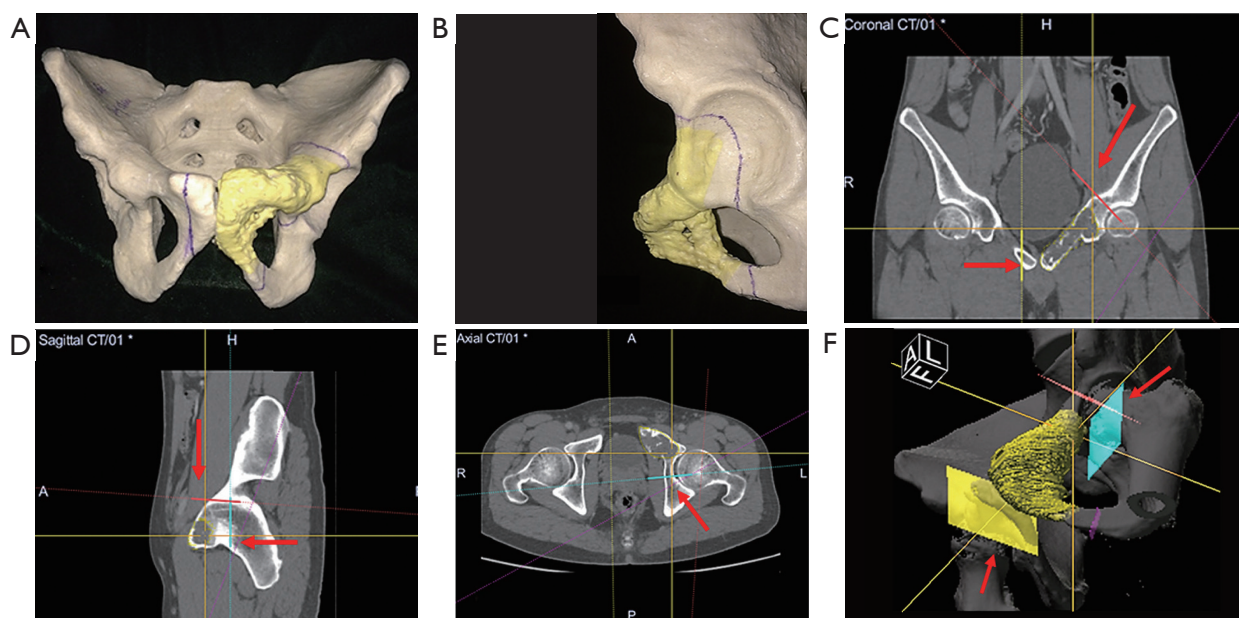 A
B
C
Coronal CT/01 *
H
R
D
Sagittal CT/01 *
H
A
E
Axial CT/01 *
A
R
L
P
F
A
L
F